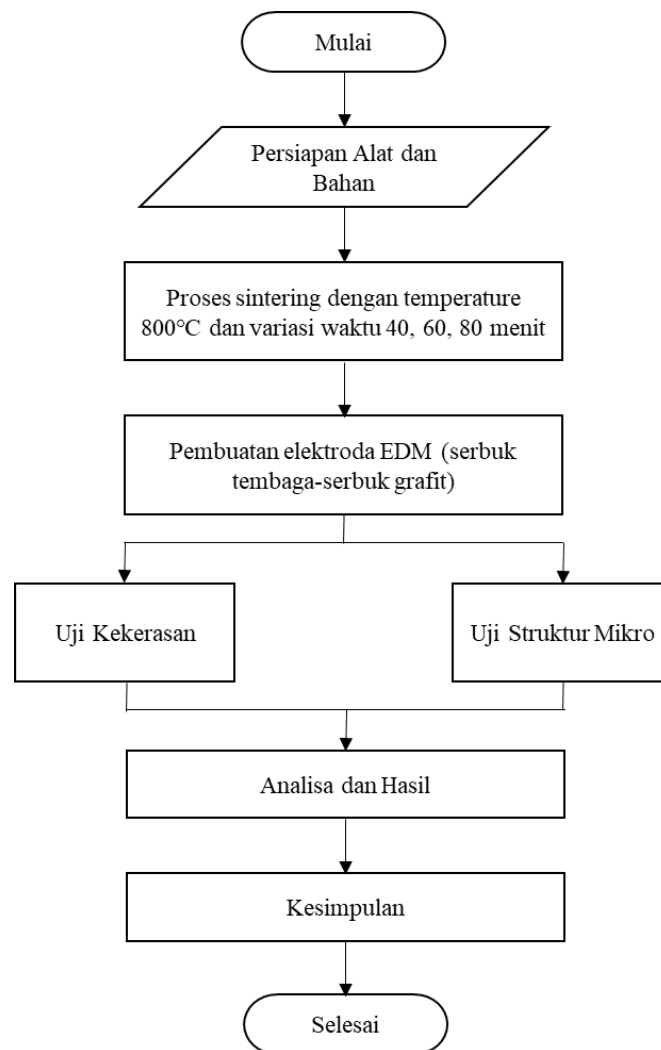 Mulai
Persiapan Alat dan
Bahan
Proses sintering dengan temperature
800°C dan variasi waktu 40, 60, 80 menit
Pembuatan elektroda EDM (serbuk
tembaga-serbuk grafit)
Uji Kekerasan
Uji Struktur Mikro
Analisa dan Hasil
Kesimpulan
Selesai